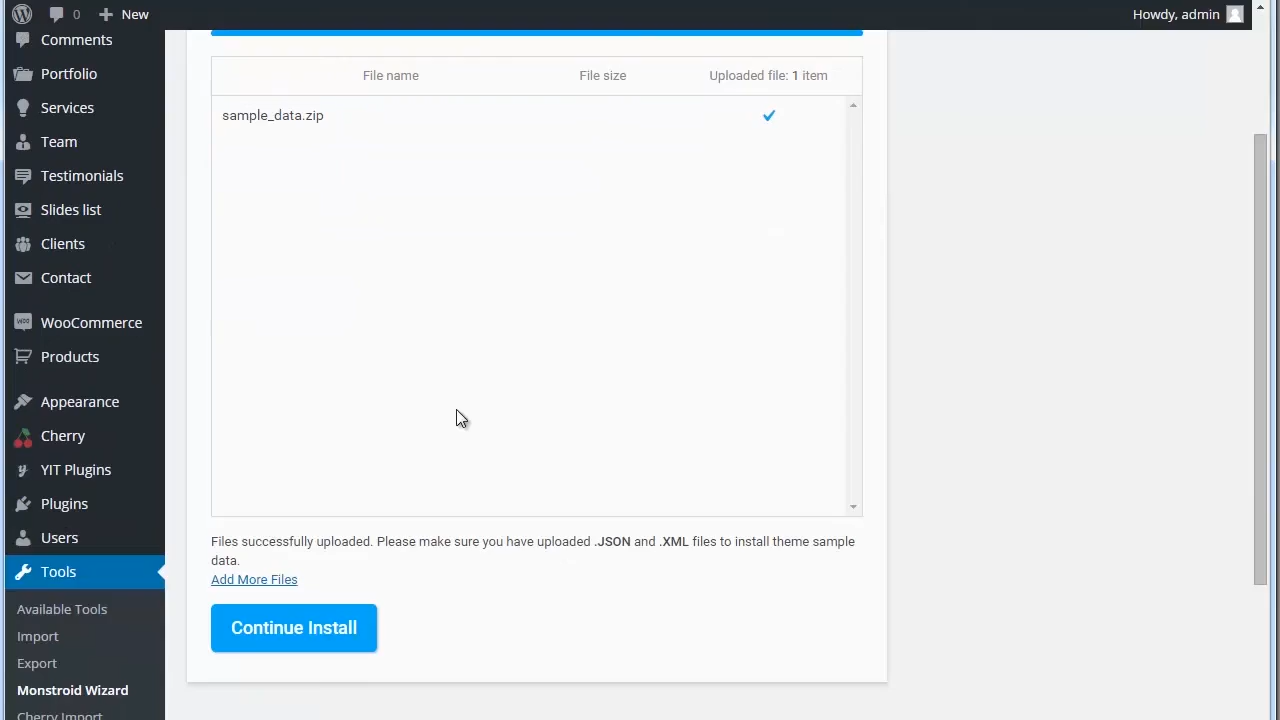 0
New
Howdy, admin
Comments
Portfolio
Services
Team
Testimonials
Slides list
Clients
Contact
WooCommerce
Products
Appearance
Cherry
YIT Plugins
Plugins
Users
Tools
Available Tools
Import
Export
Monstroid Wizard
Cherry Import
File name File size Uploaded file: 1 item
sample_data.zip
Files successfully uploaded. Please make sure you have uploaded .JSON and .XML files to install theme sample
data.
Add More Files
Continue Install